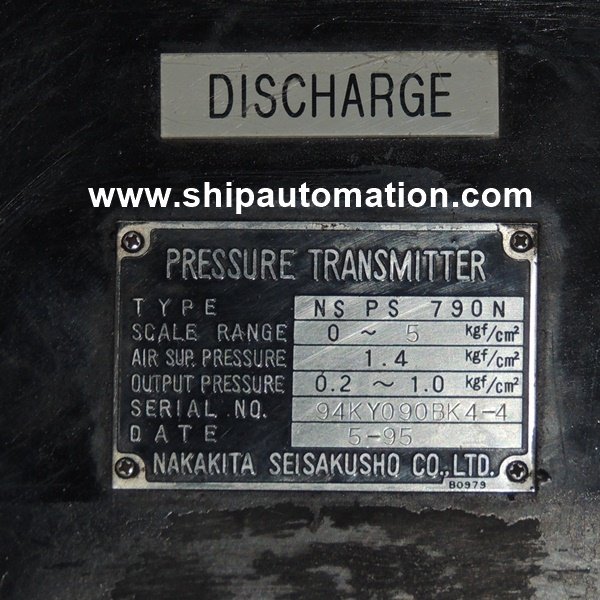 DISCHARGE
www.shipautomation.com
PRESSURE TRANSMITTER
TYPE NS PS 790N
SCALE RANGE 0 ~ 5 kgf/cm²
AIR SUP. PRESSURE 1.4 kgf/cm²
OUTPUT PRESSURE 0.2 ~ 1.0 kgf/cm²
SERIAL NO. 94KY090BK4-4
DATE 5-95
NAKAKITA SEISAKUSHO CO.,LTD.
B0979